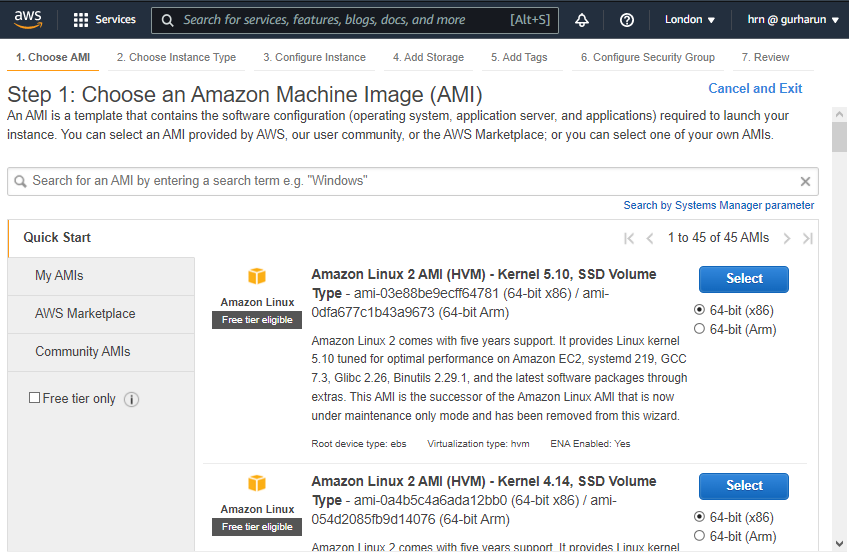 aws
Services
Search for services, features, blogs, docs, and more
[Alt+S]
London
hrn @ gurharun
1. Choose AMI
2. Choose Instance Type
3. Configure Instance
4. Add Storage
5. Add Tags
6. Configure Security Group
7. Review
Step 1: Choose an Amazon Machine Image (AMI)
Cancel and Exit
An AMI is a template that contains the software configuration (operating system, application server, and applications) required to launch your
instance. You can select an AMI provided by AWS, our user community, or the AWS Marketplace; or you can select one of your own AMIs.
Search for an AMI by entering a search term e.g. "Windows"
Search by Systems Manager parameter
Quick Start
1 to 45 of 45 AMIs
My AMIs
AWS Marketplace
Community AMIs
Free tier only
Amazon Linux
Free tier eligible
Amazon Linux 2 AMI (HVM) - Kernel 5.10, SSD Volume
Type - ami-03e88be9ecff64781 (64-bit x86) / ami-
0dfa677c1b43a9673 (64-bit Arm)
Amazon Linux 2 comes with five years support. It provides Linux kernel
5.10 tuned for optimal performance on Amazon EC2, systemd 219, GCC
7.3, Glibc 2.26, Binutils 2.29.1, and the latest software packages through
extras. This AMI is the successor of the Amazon Linux AMI that is now
under maintenance only mode and has been removed from this wizard.
Root device type: ebs
Virtualization type: hvm
ENA Enabled: Yes
Select
64-bit (x86)
64-bit (Arm)
Amazon Linux
Free tier eligible
Amazon Linux 2 AMI (HVM) - Kernel 4.14, SSD Volume
Type - ami-0a4b5c4a6ada12bb0 (64-bit x86) / ami-
054d2085fb9d14076 (64-bit Arm)
Amazon Linux 2 comes with five years support. It provides Linux kernel
Select
64-bit (x86)
64-bit (Arm)